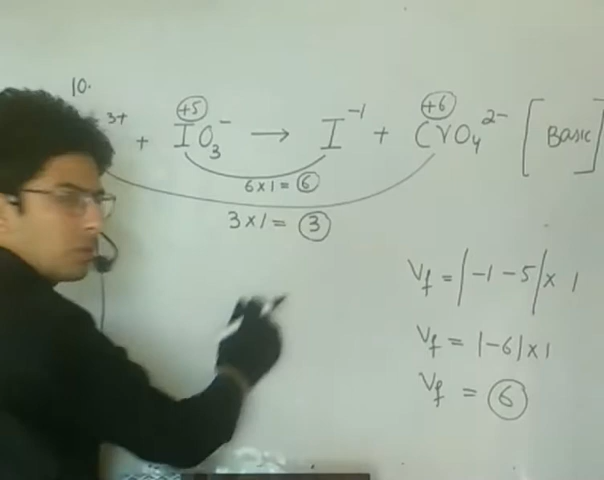 10.
+5 +6
3+ + IO₃⁻ → I⁻¹ + CrO₄²⁻ [Basic]
6×1=6
3×1=3
Vf = |-1-5|×1
Vf = |-6|×1
Vf = 6